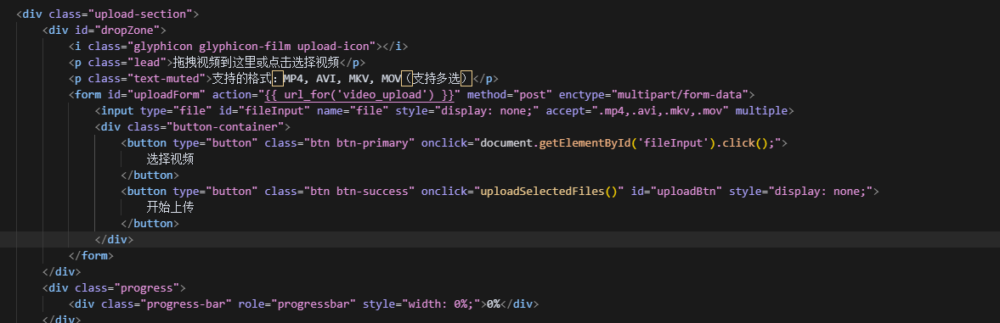 <div class="upload-section">
<div id="dropZone">
<i class="glyphicon glyphicon-film upload-icon"></i>
<p class="lead">拖拽视频到这里或点击选择视频</p>
<p class="text-muted">支持的格式：MP4, AVI, MKV, MOV（支持多选）</p>
<form id="uploadForm" action="{{ url_for('video_upload') }}" method="post" enctype="multipart/form-data">
<input type="file" id="fileInput" name="file" style="display: none;" accept=".mp4,.avi,.mkv,.mov" multiple>
<div class="button-container">
<button type="button" class="btn btn-primary" onclick="document.getElementById('fileInput').click();">
选择视频
</button>
<button type="button" class="btn btn-success" onclick="uploadSelectedFiles()" id="uploadBtn" style="display: none;">
开始上传
</button>
</div>
</form>
</div>
<div class="progress">
<div class="progress-bar" role="progressbar" style="width: 0%;">0%</div>
</div>